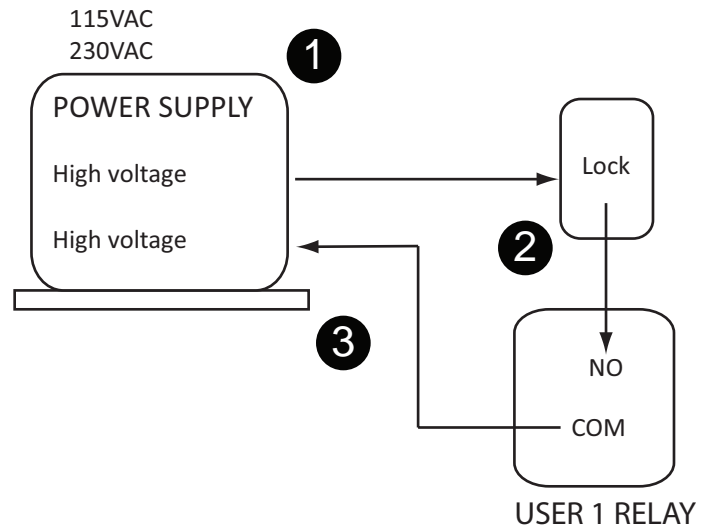 115VAC
230VAC
1
POWER SUPPLY
High voltage
Lock
High voltage
2
3
NO
COM
USER 1 RELAY